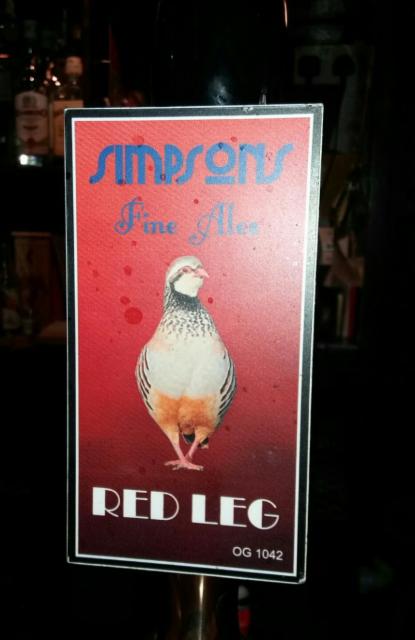 SIMPSONS
Fine Ales
RED LEG
OG 1042